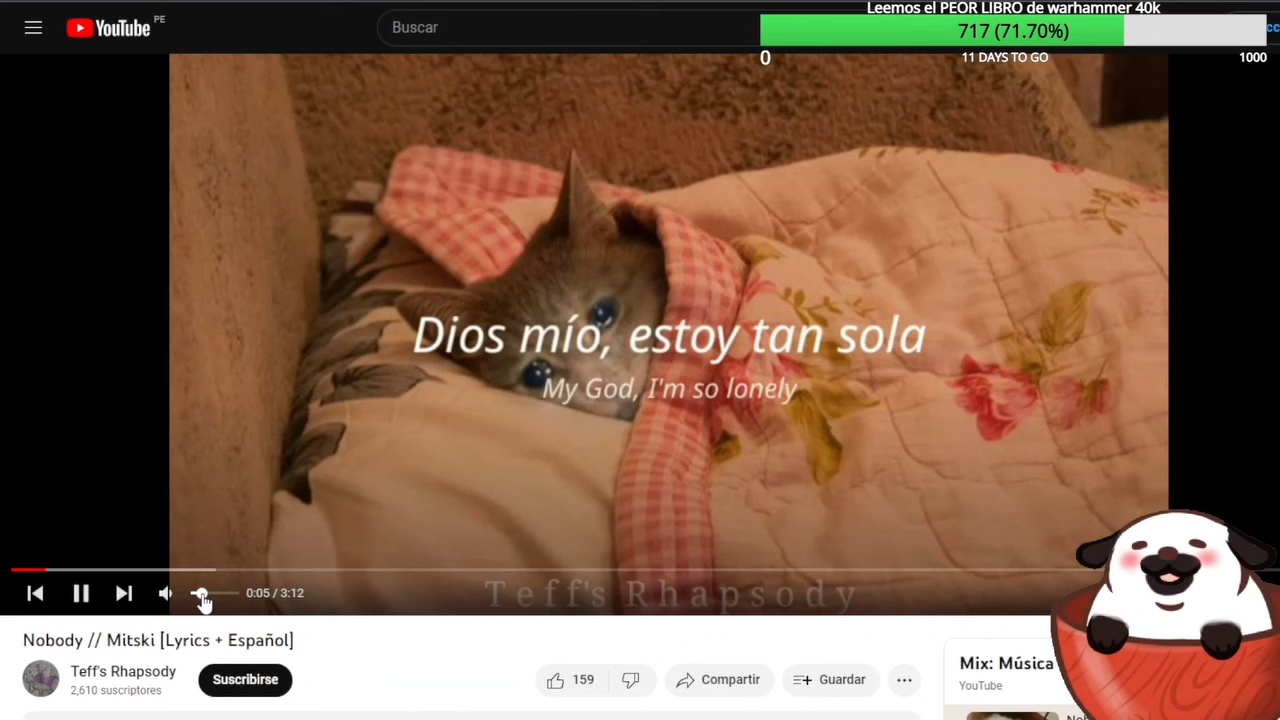 YouTube PE
Buscar
Leemos el PEOR LIBRO de warhammer 40k
717 (71.70%)
0
11 DAYS TO GO
1000
Dios mío, estoy tan sola
My God, I'm so lonely
Teff's Rhapsody
0:05 / 3:12
Nobody // Mitski [Lyrics + Español]
Teff's Rhapsody
2,610 suscriptores
Suscribirse
159
Compartir
Guardar
Mix: Música
YouTube